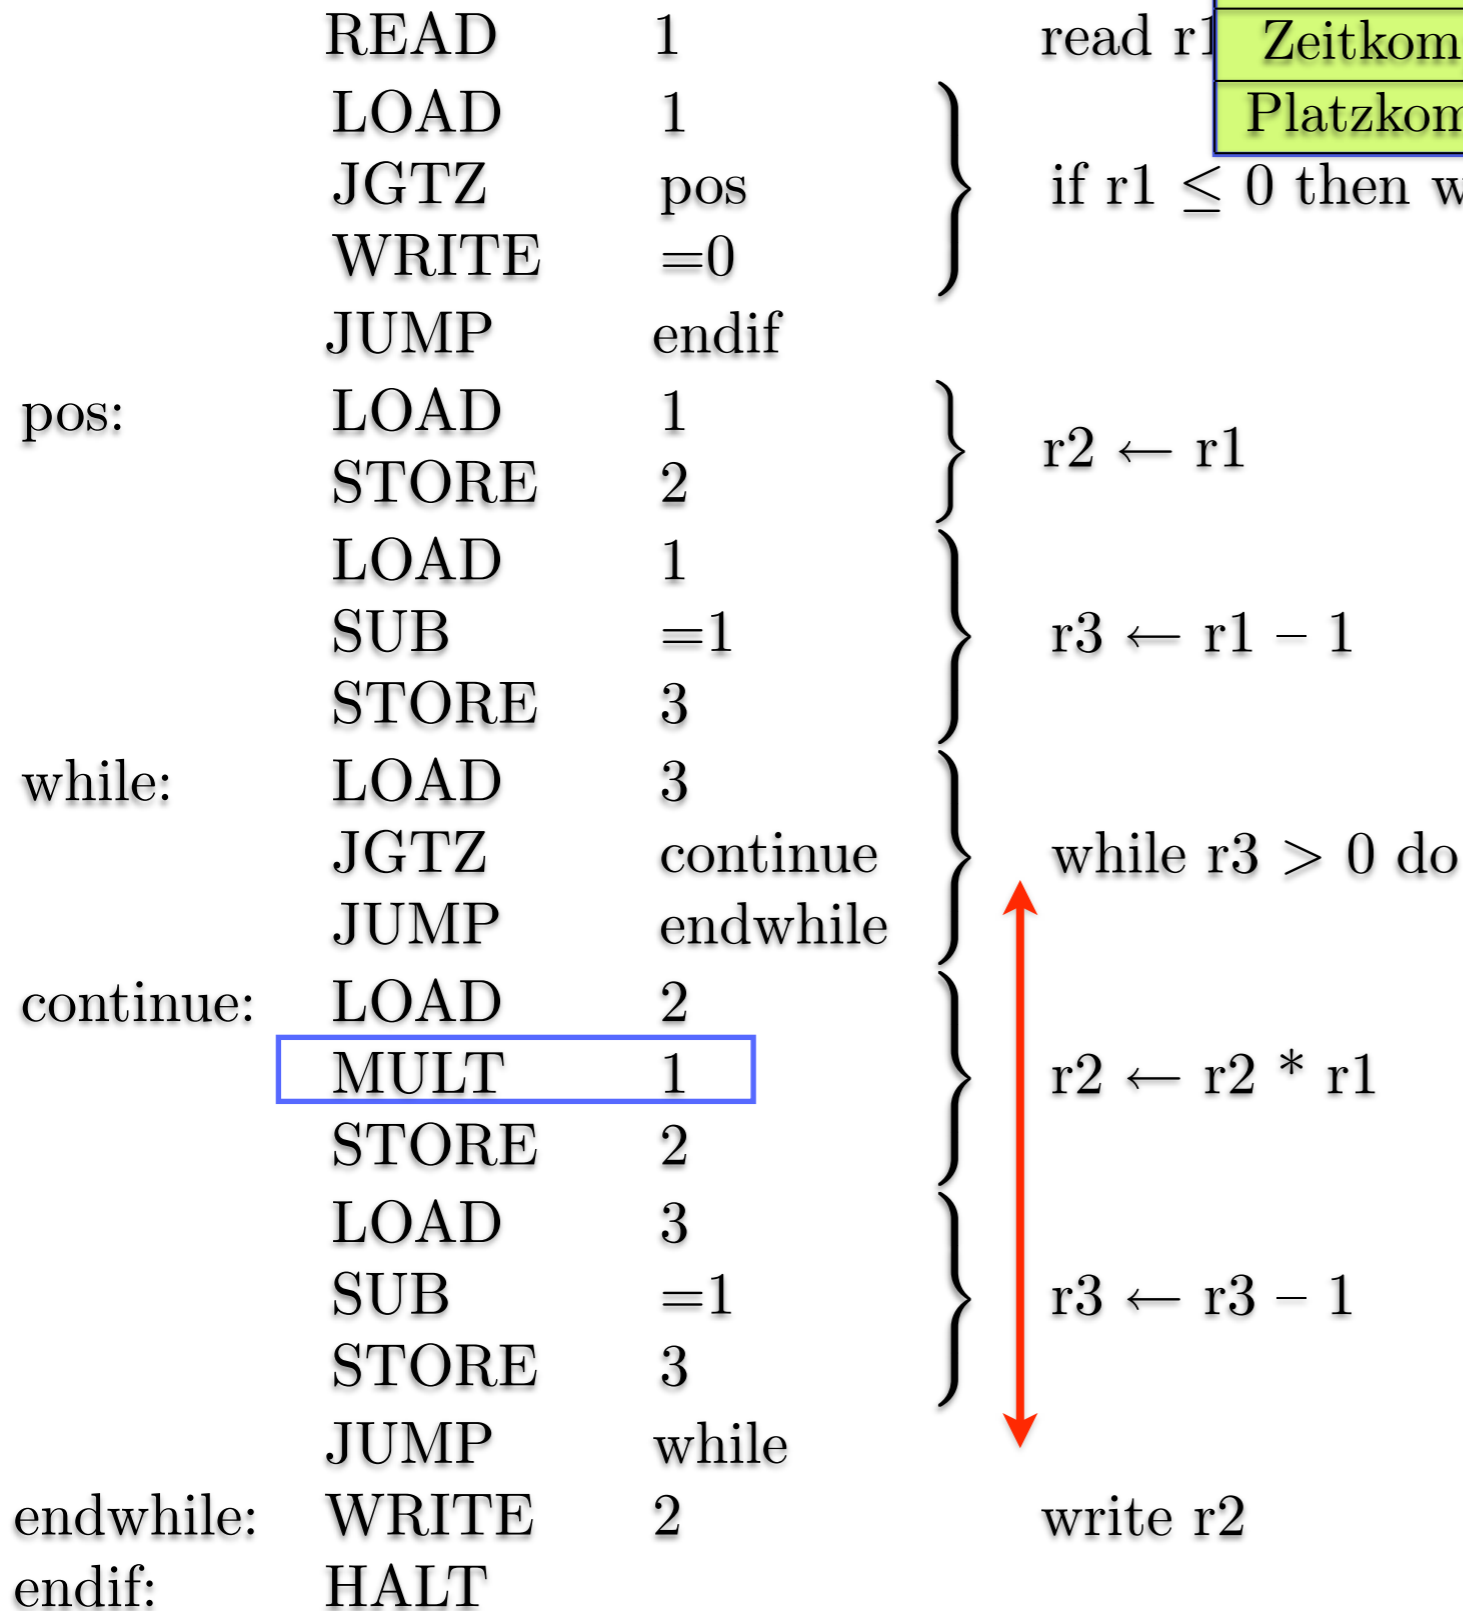 READ 1 read r1
Zeitkom
LOAD 1
Platzkom
JGTZ pos if r1 ≤ 0 then w
WRITE =0
JUMP endif
pos: LOAD 1
r2 ← r1
STORE 2
LOAD 1
SUB =1 r3 ← r1 – 1
STORE 3
while: LOAD 3
JGTZ continue while r3 > 0 do
JUMP endwhile
continue: LOAD 2
MULT 1 r2 ← r2 * r1
STORE 2
LOAD 3
SUB =1 r3 ← r3 – 1
STORE 3
JUMP while
endwhile: WRITE 2 write r2
endif: HALT